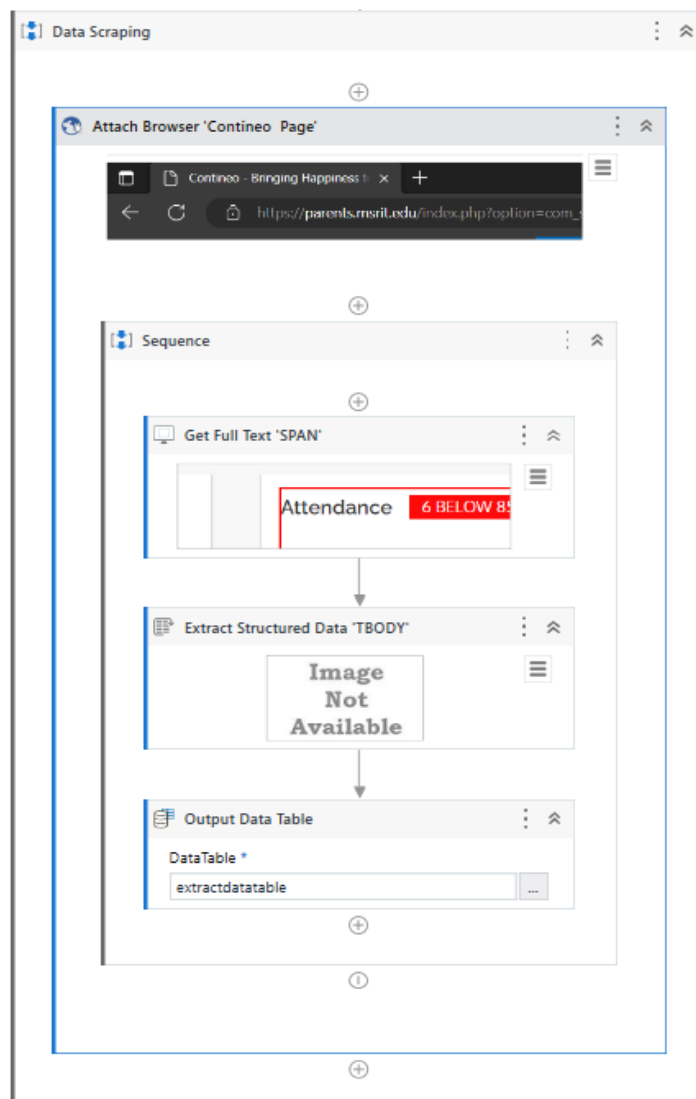 Data Scraping
Attach Browser 'Contineo Page'
Contineo - Bringing Happiness t
https://parents.msrit.edu/index.php?option=com_
Sequence
Get Full Text 'SPAN'
Attendance 6 BELOW 85
Extract Structured Data 'TBODY'
Image
Not
Available
Output Data Table
DataTable *
extractdatatable
...